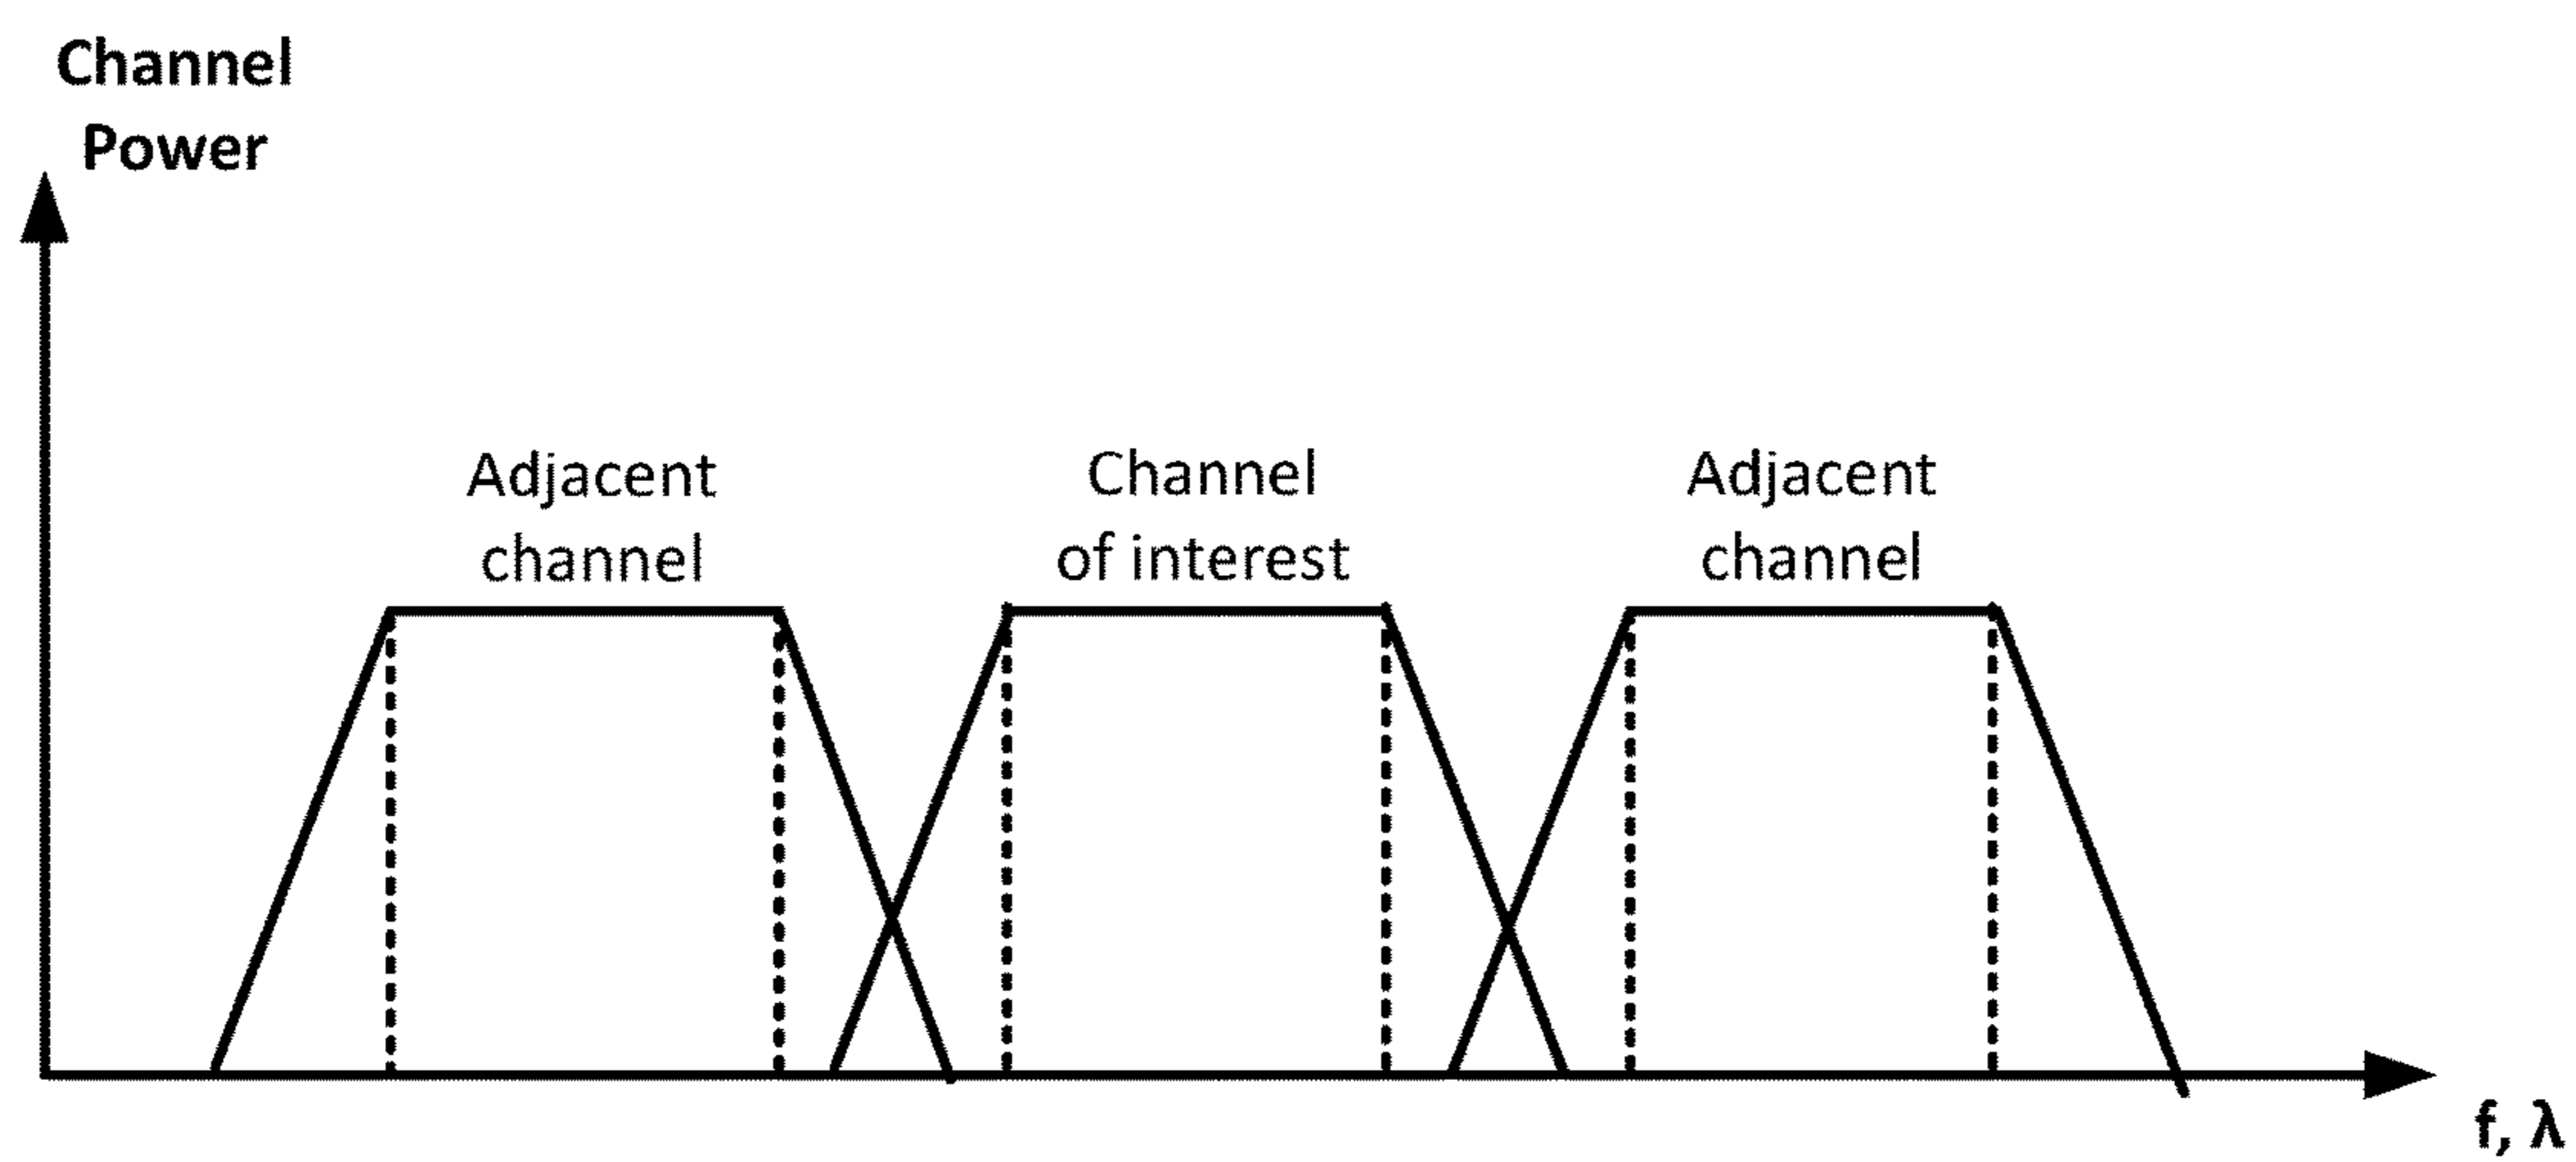 Channel
Power
Adjacent
channel
Channel
of interest
Adjacent
channel
f, λ